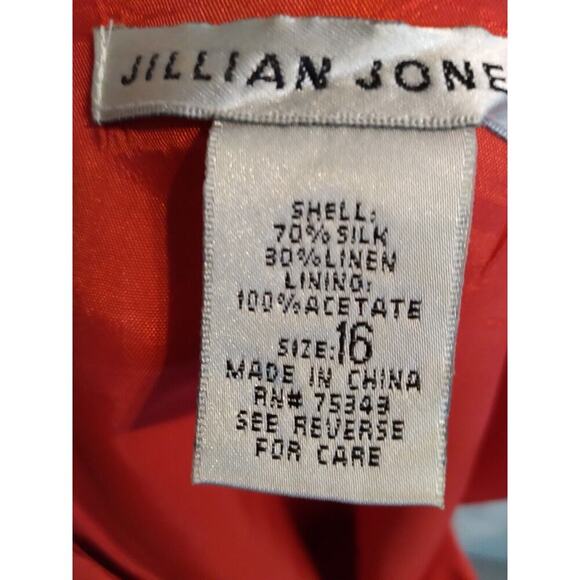 JILLIAN JONE
SHELL:
70% SILK
30% LINEN
LINING:
100% ACETATE
SIZE: 16
MADE IN CHINA
RN# 75343
SEE REVERSE
FOR CARE